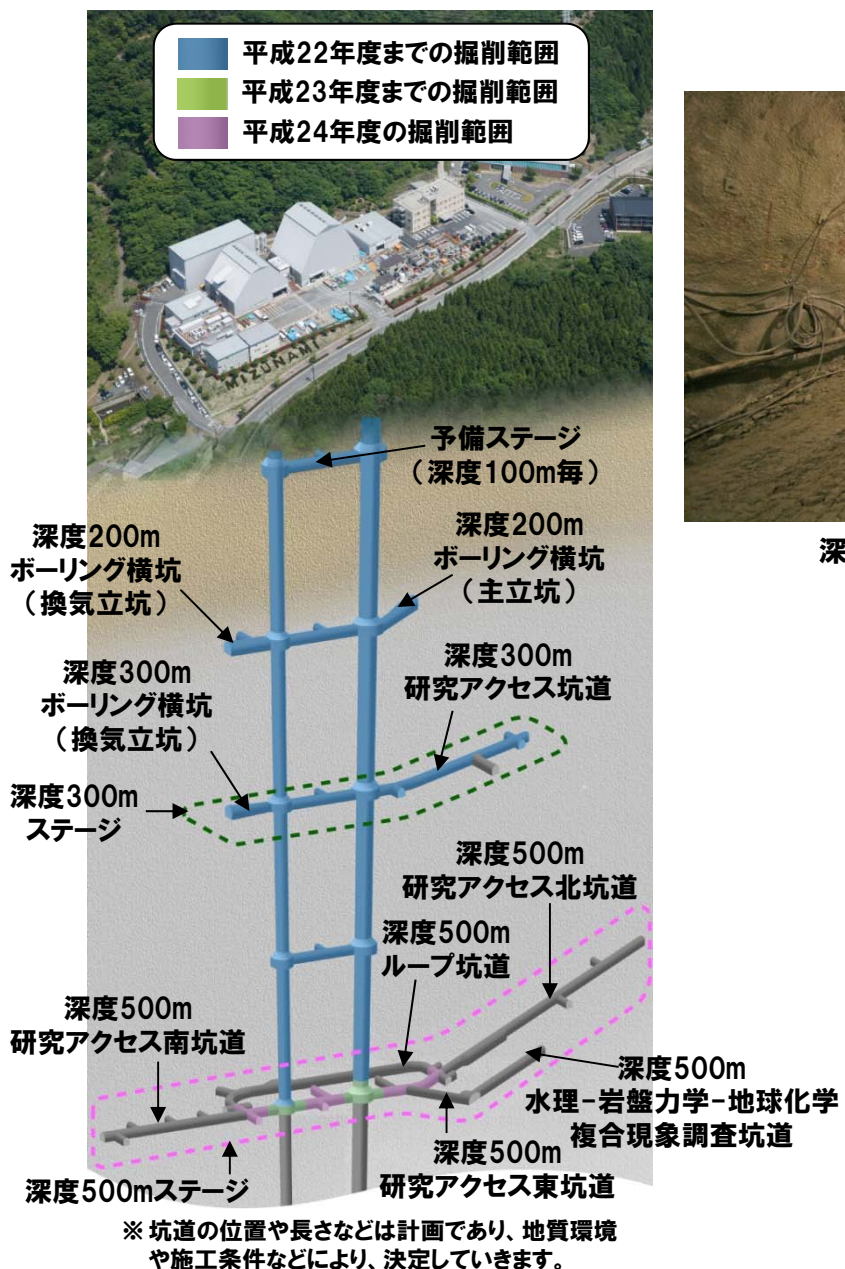 平成22年度までの掘削範囲
平成23年度までの掘削範囲
平成24年度の掘削範囲
MIZUNAMI
予備ステージ
（深度100m毎）
深度200m
ボーリング横坑
（換気立坑）
深度200m
ボーリング横坑
（主立坑）
深度300m
ボーリング横坑
（換気立坑）
深度300m
研究アクセス坑道
深度300m
ステージ
深度500m
研究アクセス北坑道
深度500m
ループ坑道
深度500m
研究アクセス南坑道
深度500m
水理-岩盤力学-地球化学
複合現象調査坑道
深度500m
研究アクセス東坑道
深度500mステージ
※ 坑道の位置や長さなどは計画であり、地質環境
や施工条件などにより、決定していきます。
深